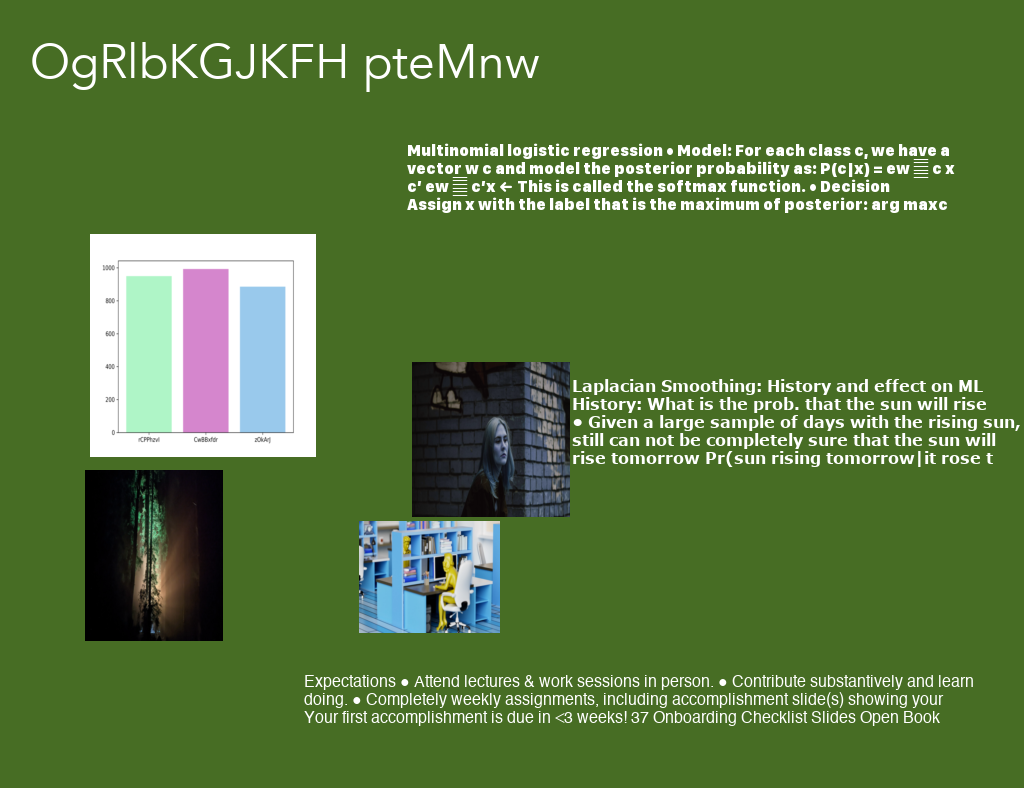 OgRlbKGJKFH pteMnw
Multinomial logistic regression • Model: For each class c, we have a
vector w c and model the posterior probability as: P(c|x) = ew c x
c′ ew c′x ← This is called the softmax function. • Decision
Assign x with the label that is the maximum of posterior: arg maxc
1000
800
600
400
200
0
rCPPhzvl CwBBxfdr zOkArJ
Laplacian Smoothing: History and effect on ML
History: What is the prob. that the sun will rise
● Given a large sample of days with the rising sun,
still can not be completely sure that the sun will
rise tomorrow Pr(sun rising tomorrow|it rose t
Expectations ● Attend lectures & work sessions in person. ● Contribute substantively and learn
doing. ● Completely weekly assignments, including accomplishment slide(s) showing your
Your first accomplishment is due in <3 weeks! 37 Onboarding Checklist Slides Open Book